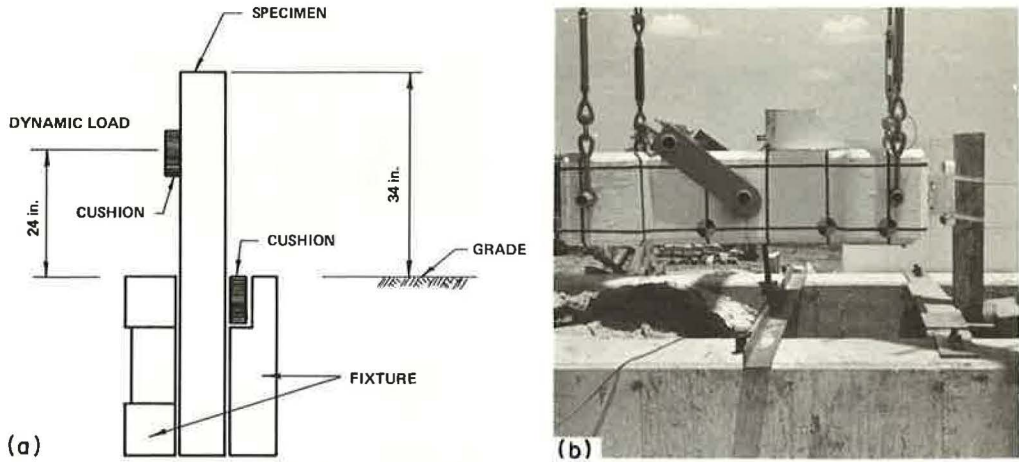 SPECIMEN
DYNAMIC LOAD
CUSHION
24 in.
34 in.
CUSHION
GRADE
FIXTURE
(a)
(b)